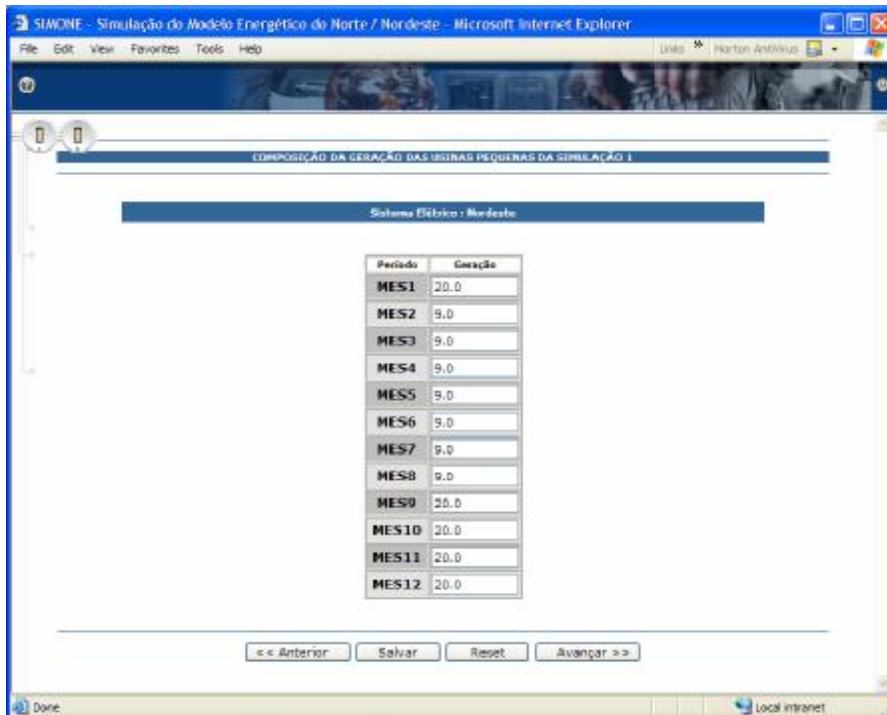 SIMONE - Simulação do Modelo Energético do Norte / Nordeste - Microsoft Internet Explorer
File Edit View Favorites Tools Help Links » Norton AntiVirus
COMPOSIÇÃO DA GERAÇÃO DAS USINAS PEQUENAS DA SIMULAÇÃO 1
Sistema Elétrico : Nordeste
Período Geração
MES1 20.0
MES2 9.0
MES3 9.0
MES4 9.0
MES5 9.0
MES6 9.0
MES7 9.0
MES8 9.0
MES9 20.0
MES10 20.0
MES11 20.0
MES12 20.0
<< Anterior Salvar Reset Avançar >>
Done Local intranet